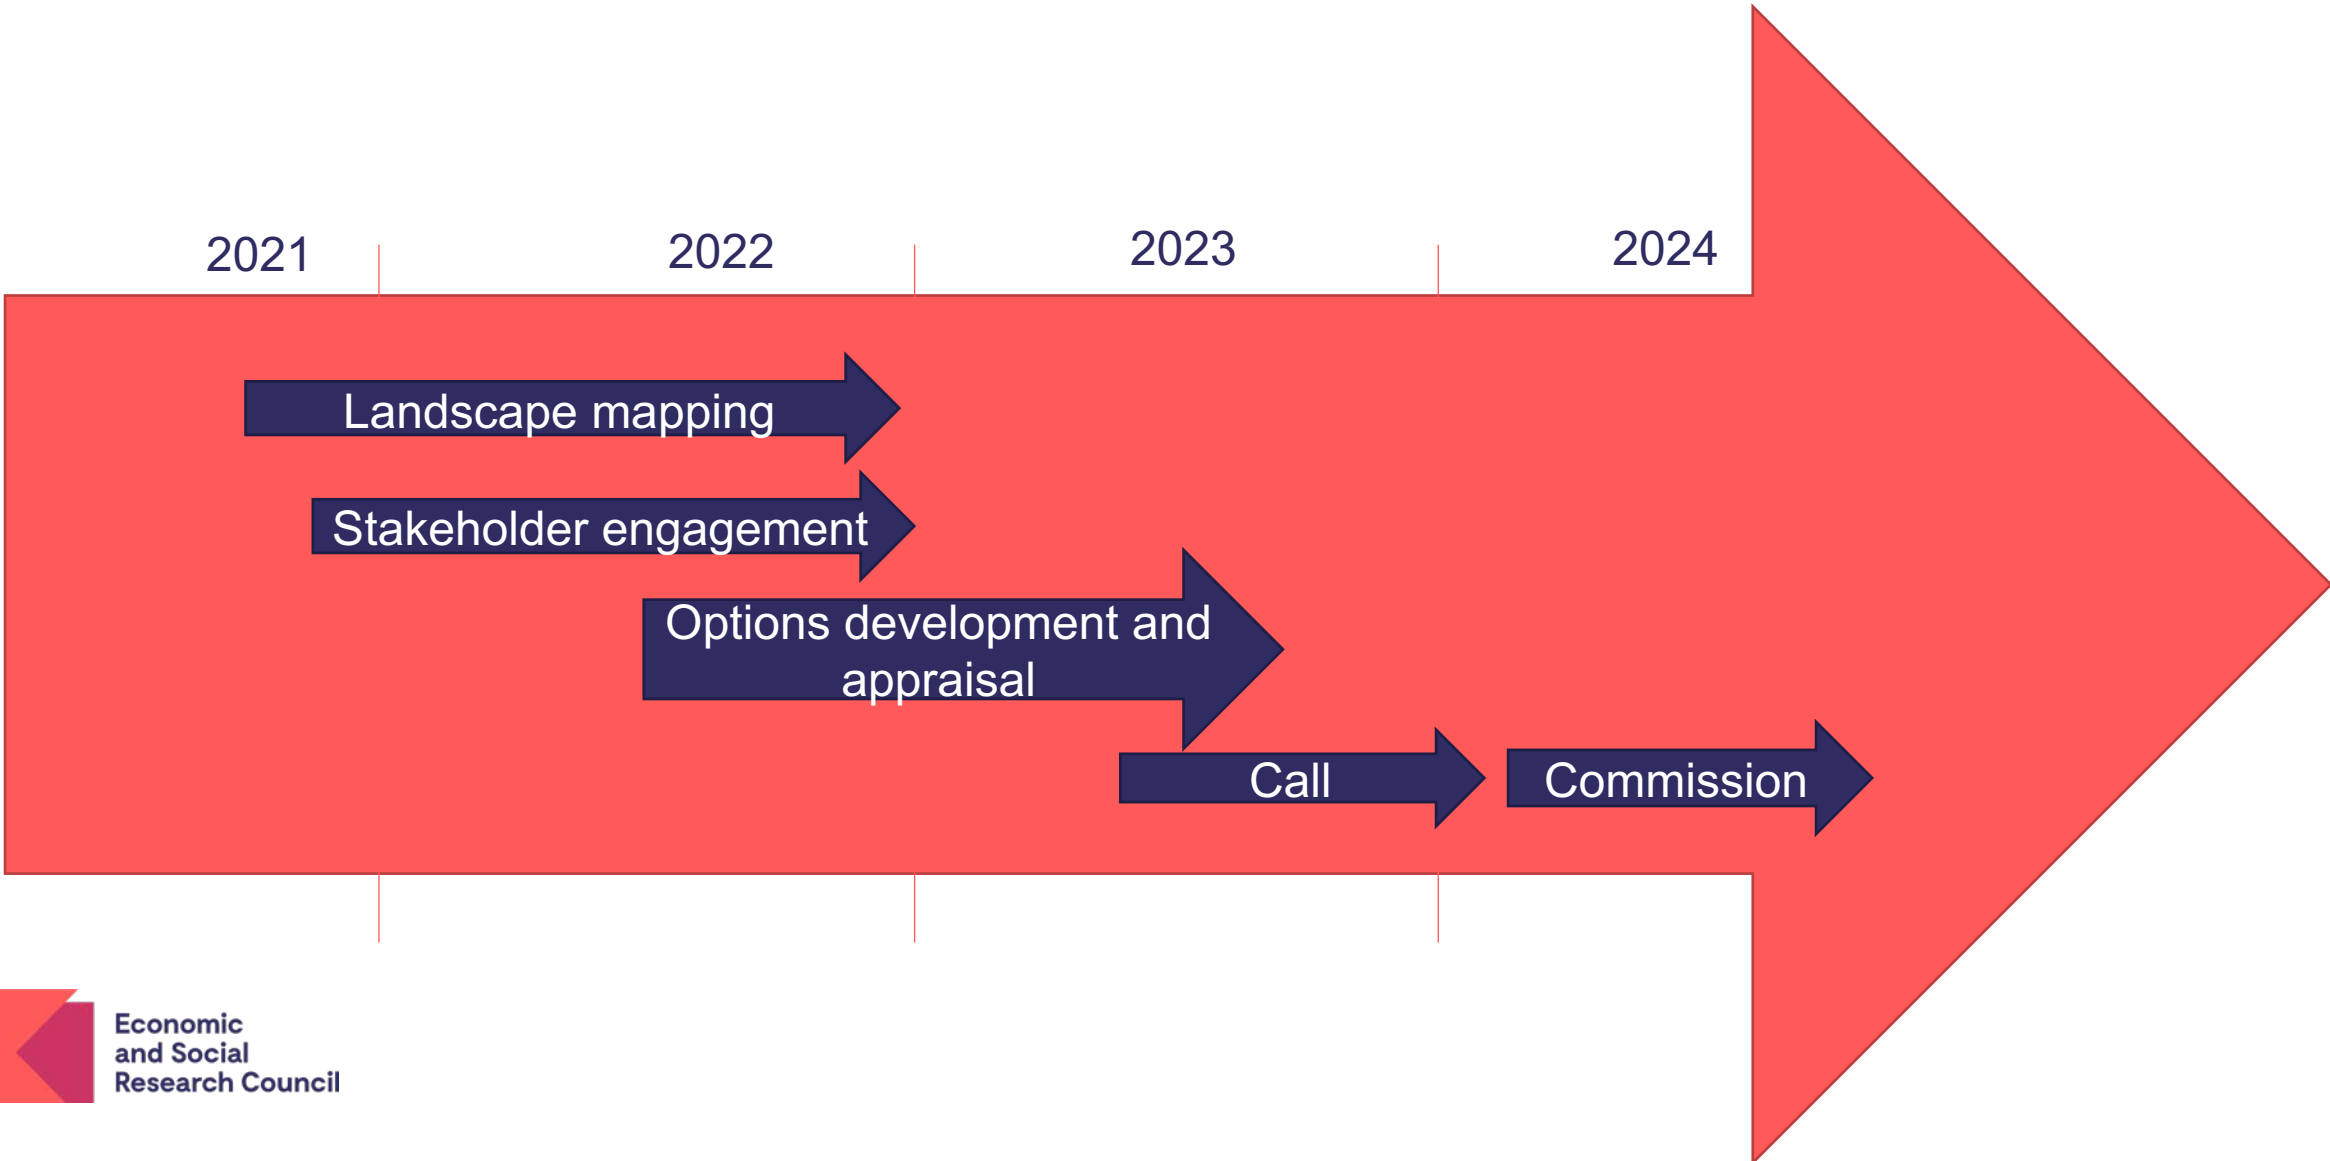 2021
2022
2023
2024
Landscape mapping
Stakeholder engagement
Options development and
appraisal
Call
Commission
Economic
and Social
Research Council